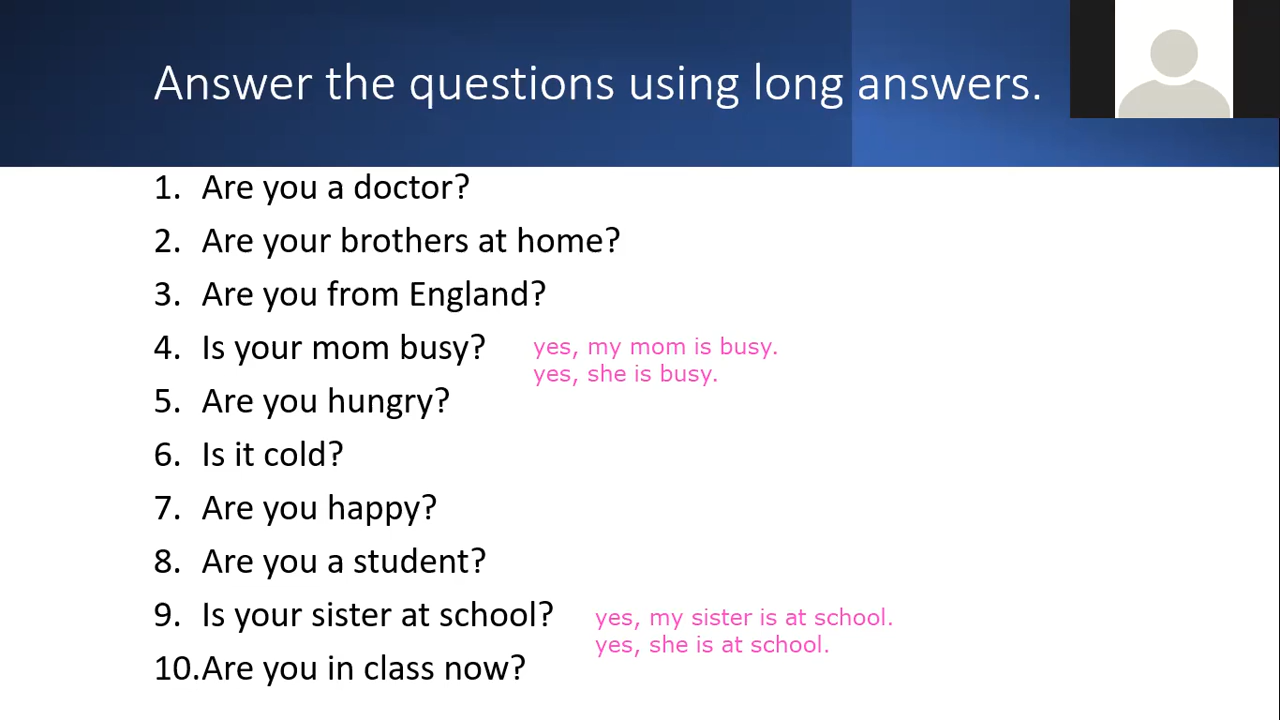 Answer the questions using long answers.
1. Are you a doctor?
2. Are your brothers at home?
3. Are you from England?
4. Is your mom busy? yes, my mom is busy.
yes, she is busy.
5. Are you hungry?
6. Is it cold?
7. Are you happy?
8. Are you a student?
9. Is your sister at school? yes, my sister is at school.
yes, she is at school.
10.Are you in class now?